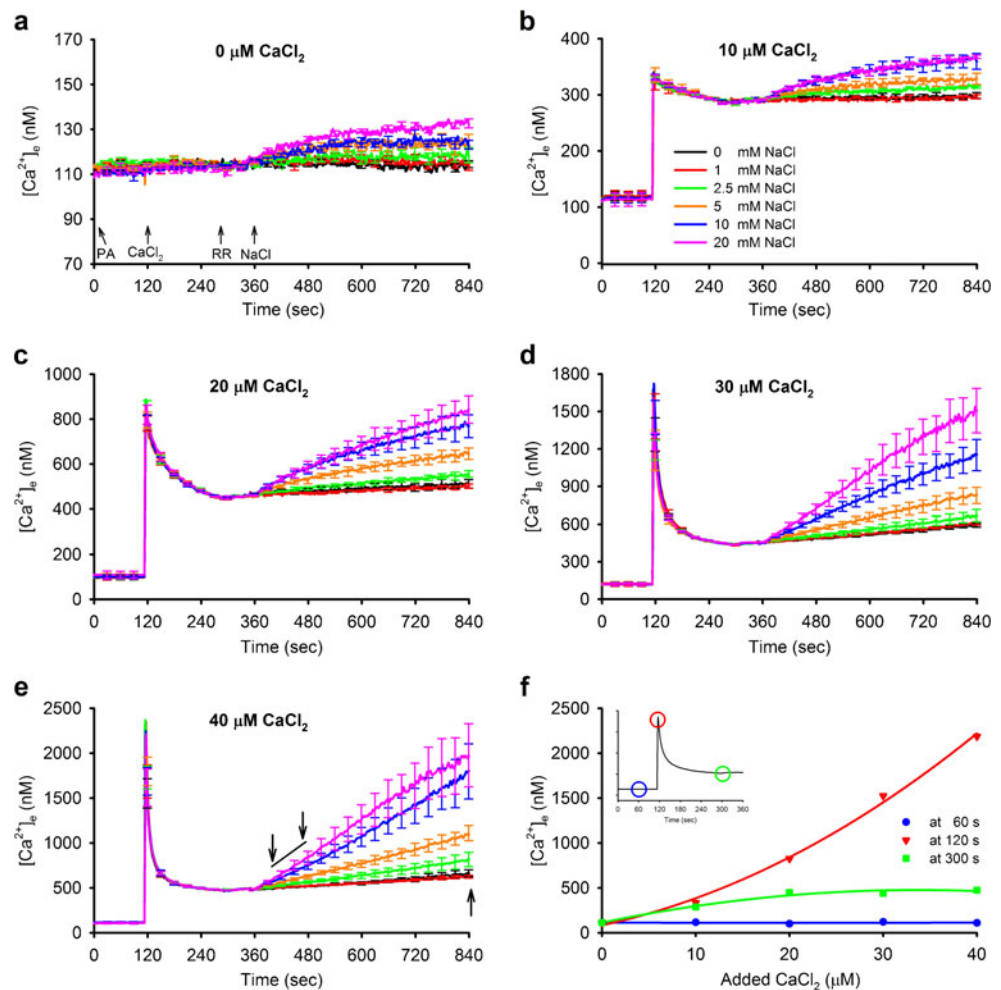 a
0 μM CaCl₂
170
150
130
110
90
70
[Ca²⁺]ₑ (nM)
PA
CaCl₂
RR
NaCl
0 120 240 360 480 600 720 840
Time (sec)
b
10 μM CaCl₂
400
300
200
100
0
[Ca²⁺]ₑ (nM)
0 mM NaCl
1 mM NaCl
2.5 mM NaCl
5 mM NaCl
10 mM NaCl
20 mM NaCl
0 120 240 360 480 600 720 840
Time (sec)
c
20 μM CaCl₂
1000
800
600
400
200
0
[Ca²⁺]ₑ (nM)
0 120 240 360 480 600 720 840
Time (sec)
d
30 μM CaCl₂
1800
1500
1200
900
600
300
0
[Ca²⁺]ₑ (nM)
0 120 240 360 480 600 720 840
Time (sec)
e
40 μM CaCl₂
2500
2000
1500
1000
500
0
[Ca²⁺]ₑ (nM)
0 120 240 360 480 600 720 840
Time (sec)
f
2500
2000
1500
1000
500
0
[Ca²⁺]ₑ (nM)
0 60 120 180 240 300 360
Time (sec)
at 60 s
at 120 s
at 300 s
0 10 20 30 40
Added CaCl₂ (μM)